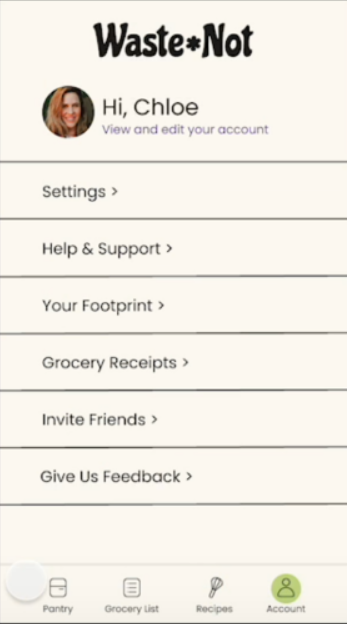 Waste*Not
Hi, Chloe
View and edit your account
Settings >
Help & Support >
Your Footprint >
Grocery Receipts >
Invite Friends >
Give Us Feedback >
Pantry
Grocery List
Recipes
Account